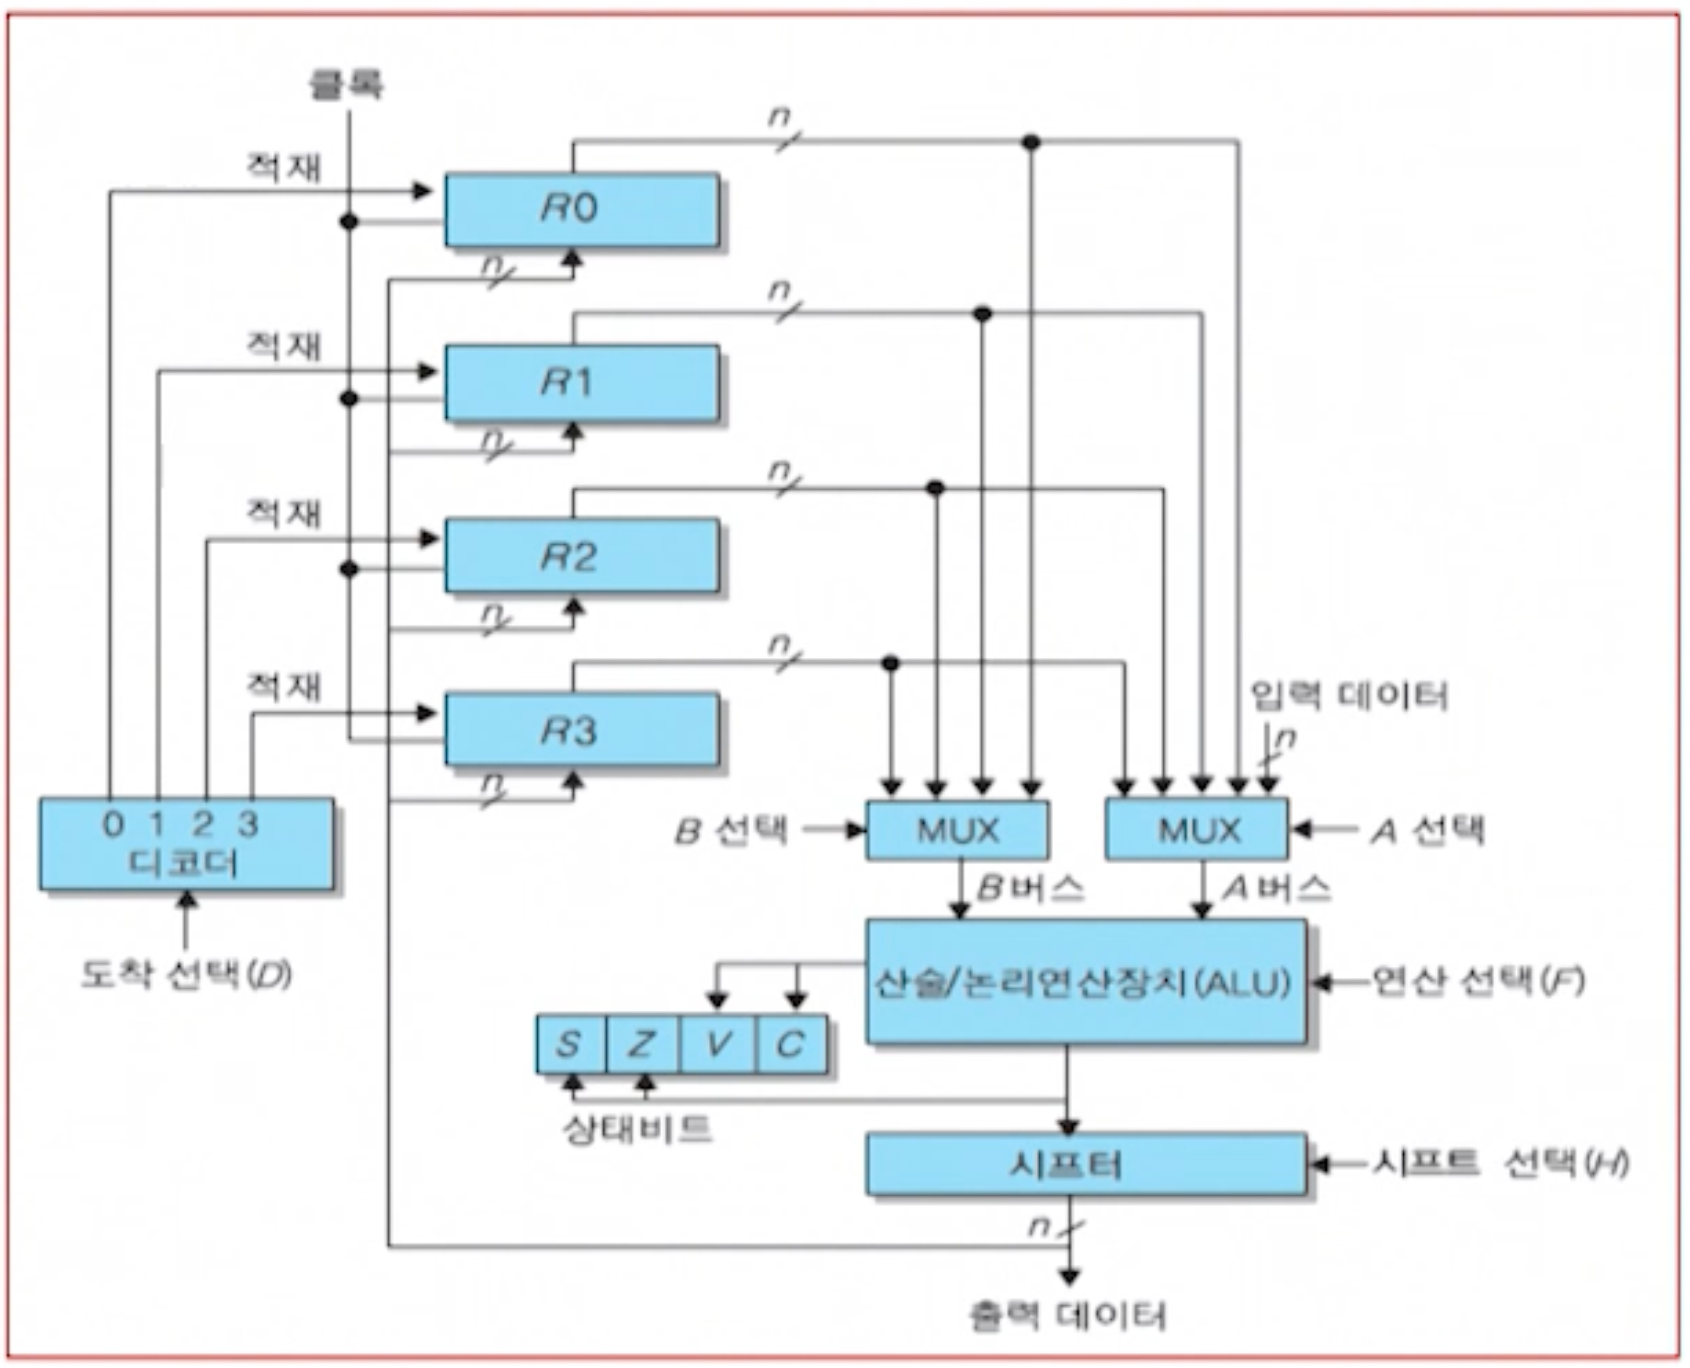 클록
n
적재
R0
n
n
적재
R1
n
n
적재
R2
n
n
적재
R3
입력 데이터
n
n
0 1 2 3
디코더
B 선택
MUX
MUX
A 선택
B버스
A버스
도착 선택(D)
산술/논리연산장치(ALU)
연산 선택(F)
S Z V C
상태비트
시프터
시프트 선택(H)
n
출력 데이터